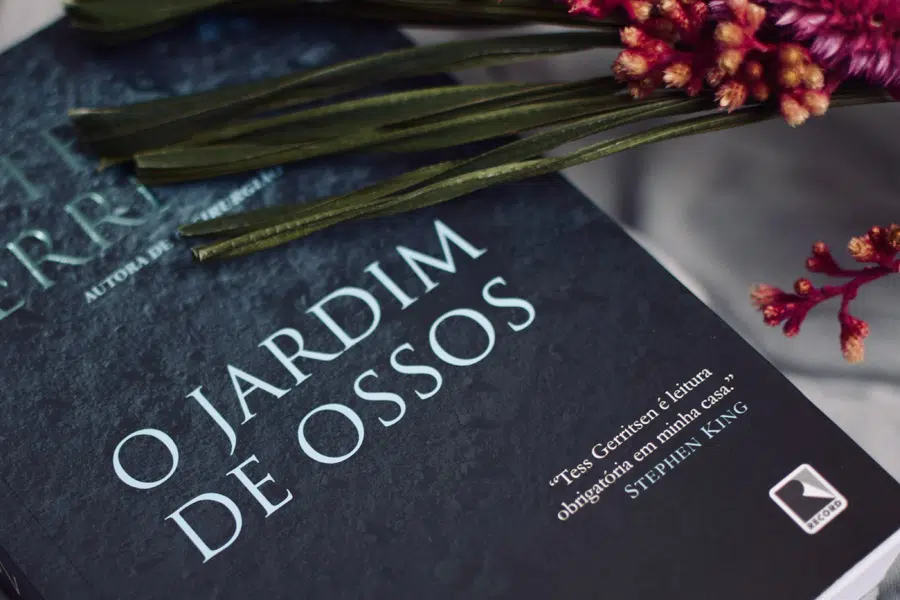 AUTORA DE
O JARDIM
DE OSSOS
“Tess Gerritsen é leitura
obrigatória em minha casa.”
STEPHEN KING
RECORD